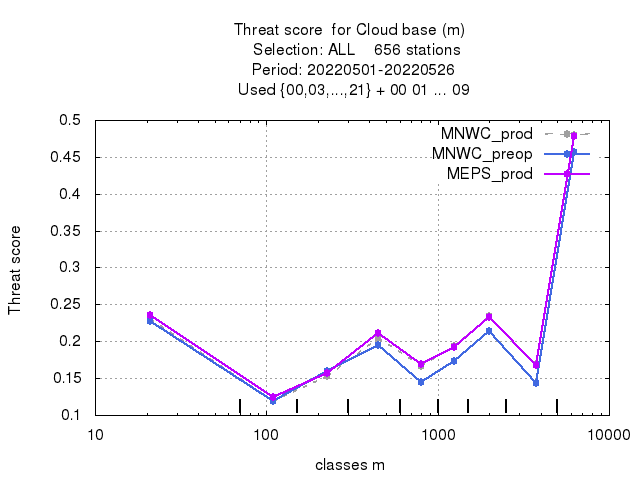 Threat score  for Cloud base (m)
Selection: ALL    656 stations
Period: 20220501-20220526
Used {00,03,...,21} + 00 01 ... 09
MNWC_prod
MNWC_preop
MEPS_prod
Threat score
0.5
0.45
0.4
0.35
0.3
0.25
0.2
0.15
0.1
10
100
1000
10000
classes m